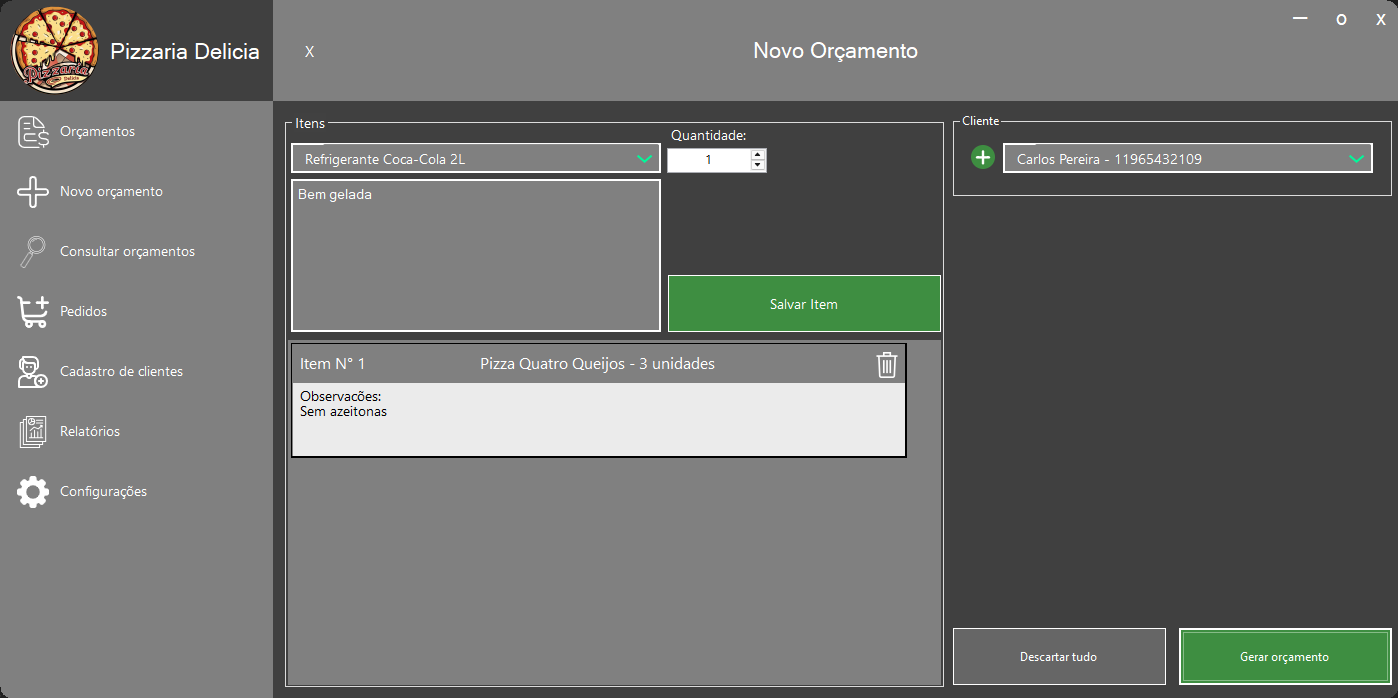 Pizzaria
Delicia
Pizzaria Delicia
X
Novo Orçamento
O
X
Orçamentos
Novo orçamento
Consultar orçamentos
Pedidos
Cadastro de clientes
Relatórios
Configurações
Itens
Refrigerante Coca-Cola 2L
Quantidade:
1
Bem gelada
Salvar Item
Item N° 1
Pizza Quatro Queijos - 3 unidades
Observacões:
Sem azeitonas
Cliente
Carlos Pereira - 11965432109
Descartar tudo
Gerar orçamento